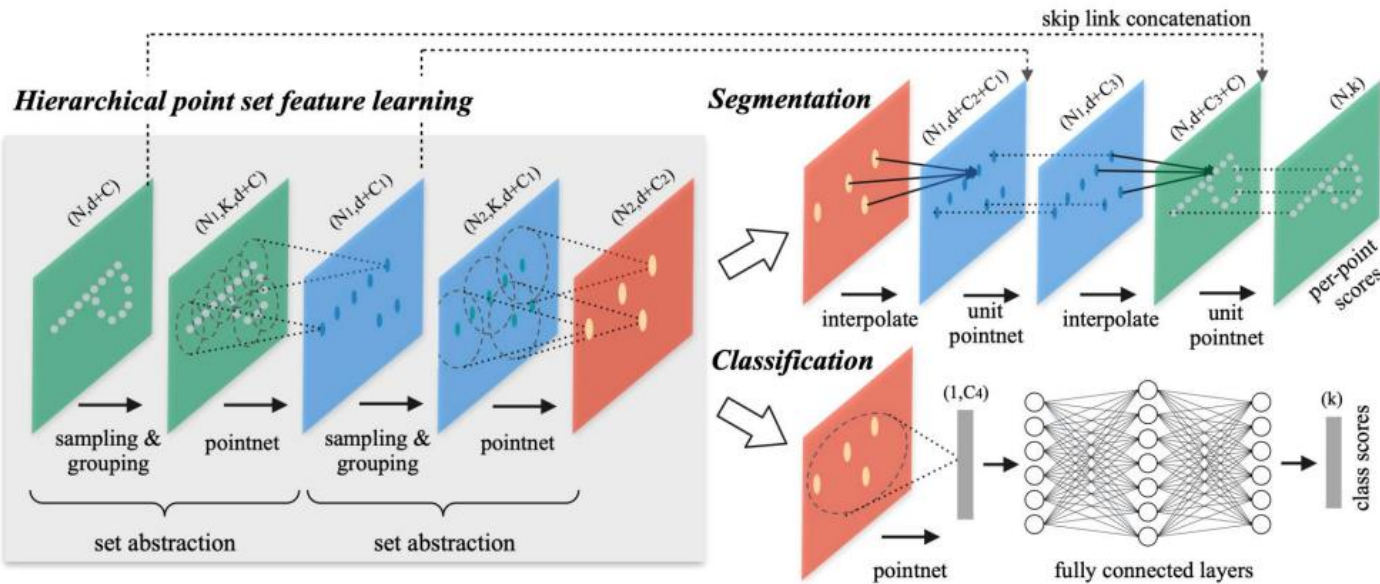 skip link concatenation
Hierarchical point set feature learning
(N,d+C)
(N1,K,d+C)
(N1,d+C1)
(N2,K,d+C1)
(N2,d+C2)
sampling &
grouping
pointnet
sampling &
grouping
pointnet
set abstraction
set abstraction
Segmentation
(N1,d+C2+C1)
(N1,d+C3)
(N,d+C3+C)
(N,k)
interpolate
unit
pointnet
interpolate
unit
pointnet
per-point
scores
Classification
(1,C4)
(k)
class scores
pointnet
fully connected layers